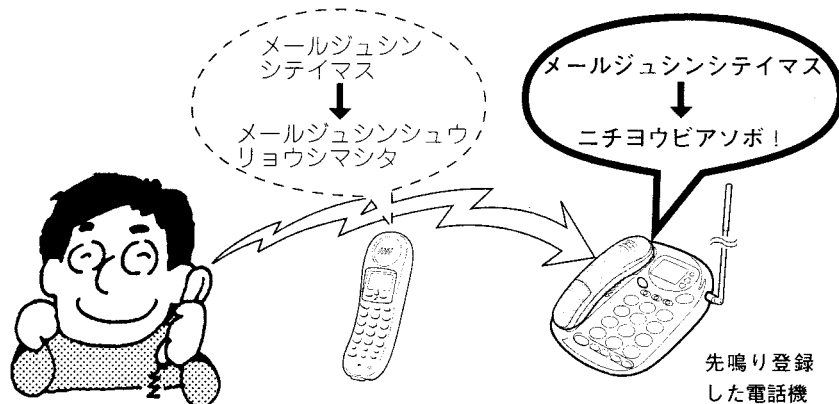 メールジュシン
シテイマス
メールジュシンシュウ
リョウシマシタ
メールジュシンシテイマス
ニチヨウビアソボ!
先鳴り登録
した電話機